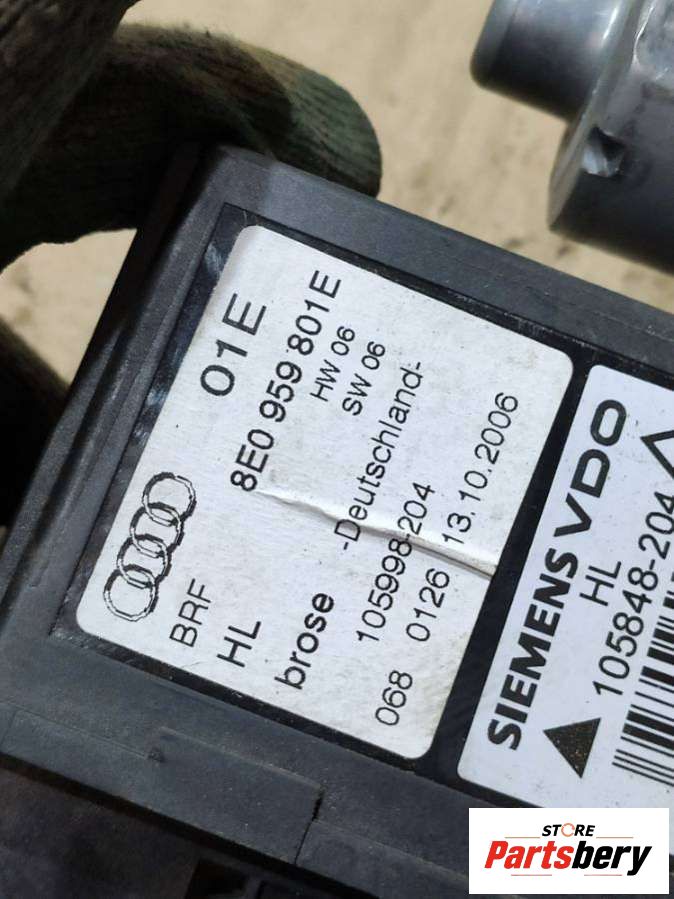 01E
8E0 959 801E
HW 06
SW 06
BRF
HL
brose -Deutschland-
105998-204
068 0126 13.10.2006
SIEMENS VDO
HL
105848-204
STORE
Partsbery